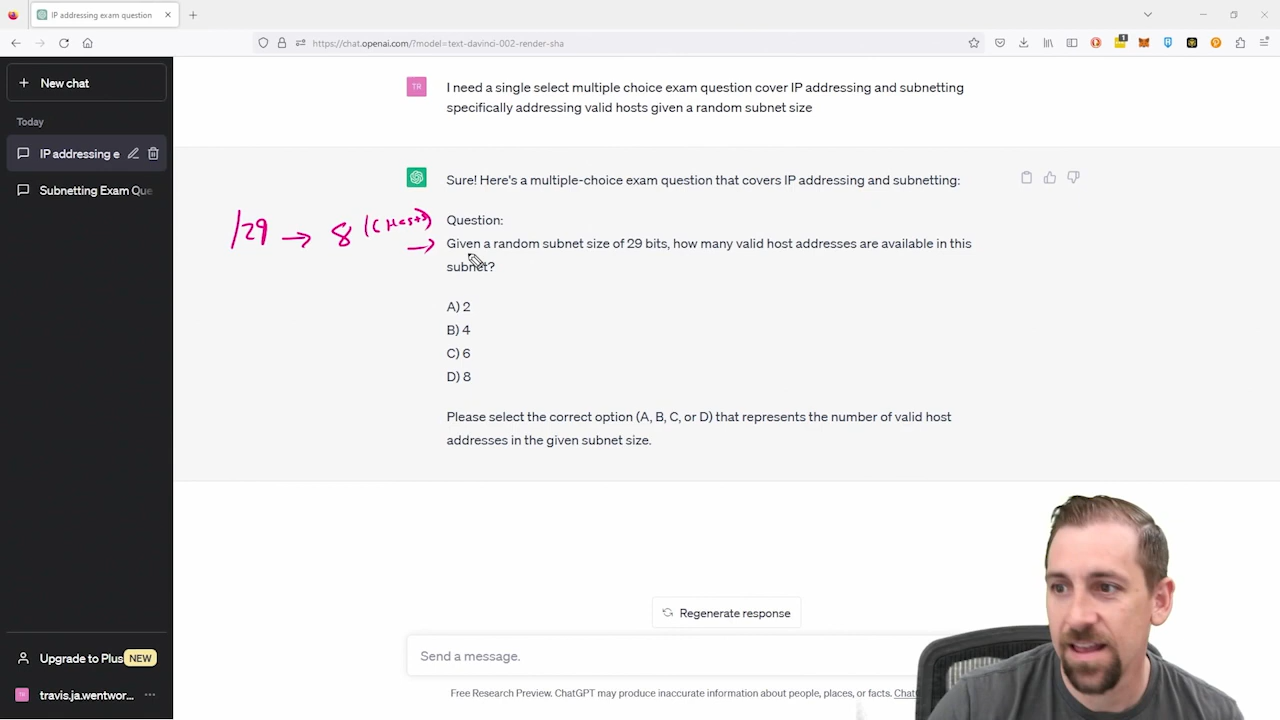 IP addressing exam question
https://chat.openai.com/?model=text-davinci-002-render-sha
1
New chat
Today
IP addressing e
Subnetting Exam Que
TR
I need a single select multiple choice exam question cover IP addressing and subnetting
specifically addressing valid hosts given a random subnet size
Sure! Here's a multiple-choice exam question that covers IP addressing and subnetting:
/29 → 8
Question:
→ Given a random subnet size of 29 bits, how many valid host addresses are available in this
subnet?
A) 2
B) 4
C) 6
D) 8
Please select the correct option (A, B, C, or D) that represents the number of valid host
addresses in the given subnet size.
Regenerate response
Send a message.
Free Research Preview. ChatGPT may produce inaccurate information about people, places, or facts.
Upgrade to Plus NEW
TR
travis.ja.wentwor...